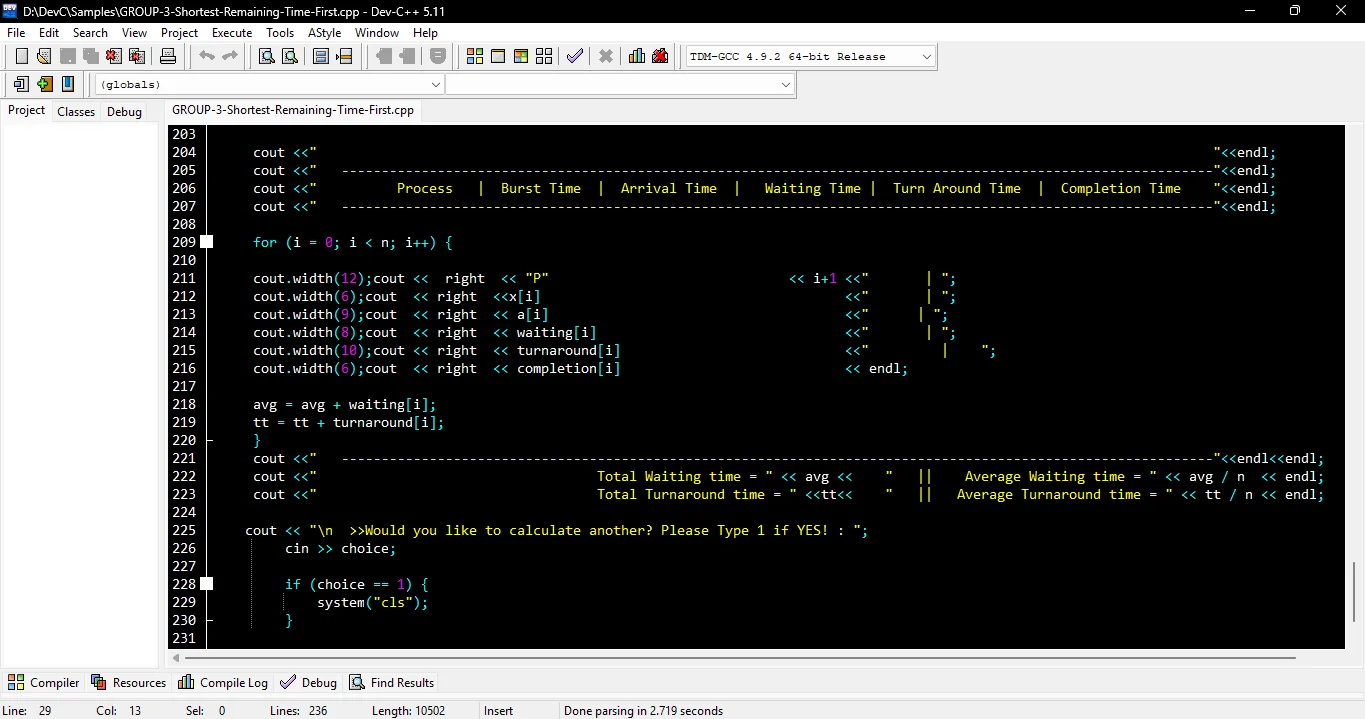 D:\DevC\Samples\GROUP-3-Shortest-Remaining-Time-First.cpp - Dev-C++ 5.11
File Edit Search View Project Execute Tools AStyle Window Help
TDM-GCC 4.9.2 64-bit Release
(globals)
Project Classes Debug
GROUP-3-Shortest-Remaining-Time-First.cpp
203
204 cout <<" "<<endl;
205 cout <<" -------------------------------------------------------------------------------------------------------------"<<endl;
206 cout <<" Process | Burst Time | Arrival Time | Waiting Time | Turn Around Time | Completion Time "<<endl;
207 cout <<" -------------------------------------------------------------------------------------------------------------"<<endl;
208
209 for (i = 0; i < n; i++) {
210
211 cout.width(12);cout << right << "P" << i+1 <<" | ";
212 cout.width(6);cout << right <<x[i] <<" | ";
213 cout.width(9);cout << right << a[i] <<" | ";
214 cout.width(8);cout << right << waiting[i] <<" | ";
215 cout.width(10);cout << right << turnaround[i] <<" | ";
216 cout.width(6);cout << right << completion[i] << endl;
217
218 avg = avg + waiting[i];
219 tt = tt + turnaround[i];
220 }
221 cout <<" -------------------------------------------------------------------------------------------------------------"<<endl<<endl;
222 cout <<" Total Waiting time = " << avg << " || Average Waiting time = " << avg / n << endl;
223 cout <<" Total Turnaround time = " <<tt<< " || Average Turnaround time = " << tt / n << endl;
224
225 cout << "\n >>Would you like to calculate another? Please Type 1 if YES! : ";
226 cin >> choice;
227
228 if (choice == 1) {
229 system("cls");
230 }
231
Compiler Resources Compile Log Debug Find Results
Line: 29 Col: 13 Sel: 0 Lines: 236 Length: 10502 Insert Done parsing in 2.719 seconds